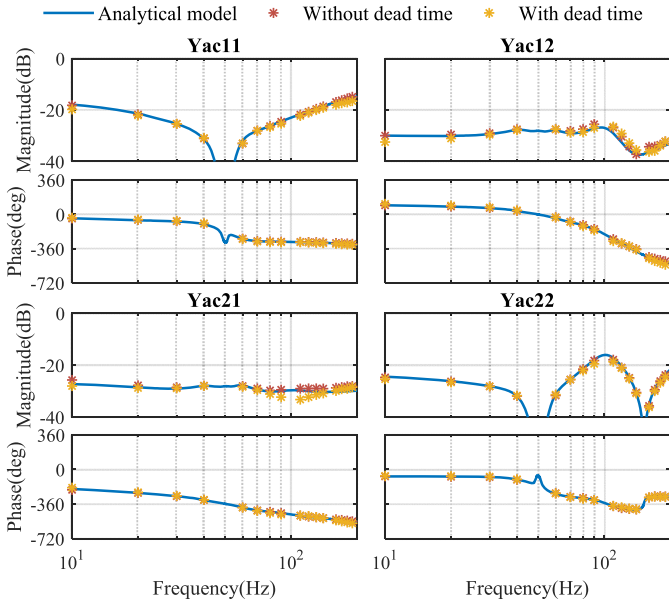 Analytical model Without dead time With dead time
Yac11 Yac12
Magnitude(dB)
0
-20
-40
Phase(deg)
360
0
-360
-720
Yac21 Yac22
Magnitude(dB)
0
-20
-40
Phase(deg)
360
0
-360
-720
10^1 10^2 10^1 10^2
Frequency(Hz) Frequency(Hz)